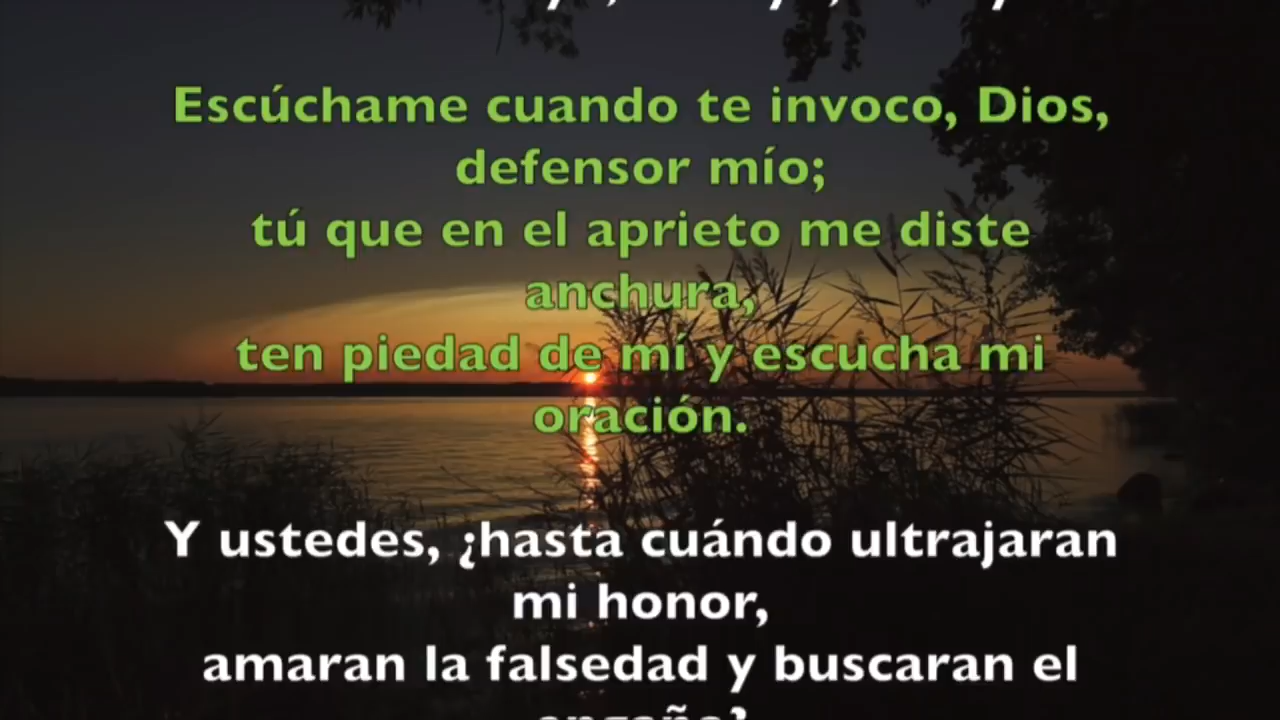 Escúchame cuando te invoco, Dios,
defensor mío;
tú que en el aprieto me diste
anchura,
ten piedad de mí y escucha mi
oración.
Y ustedes, ¿hasta cuándo ultrajaran
mi honor,
amaran la falsedad y buscaran el